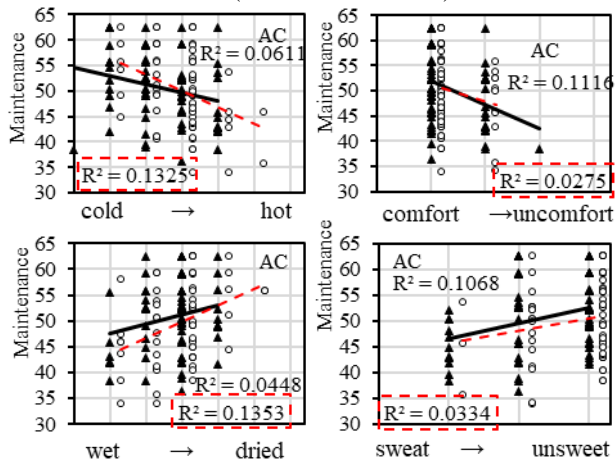 65
60
55
50
45
40
35
30
Maintenance
AC
R² = 0.0611
R² = 0.1325
cold → hot
65
60
55
50
45
40
35
30
Maintenance
AC
R² = 0.1116
R² = 0.0275
comfort →uncomfort
65
60
55
50
45
40
35
30
Maintenance
AC
R² = 0.0448
R² = 0.1353
wet → dried
65
60
55
50
45
40
35
30
Maintenance
AC
R² = 0.1068
R² = 0.0334
sweat → unsweet